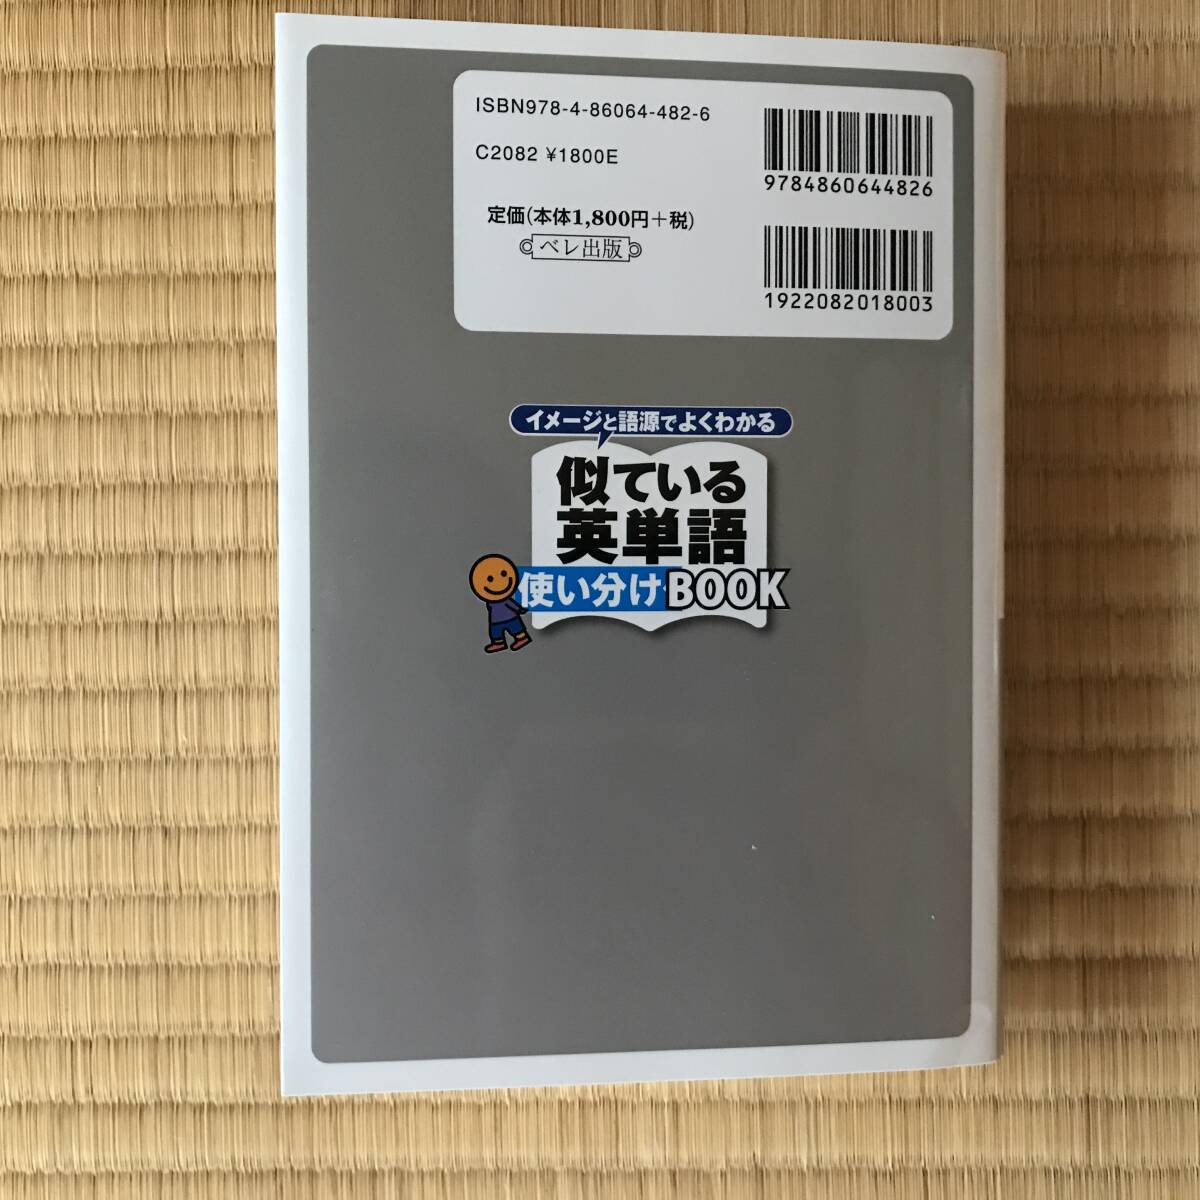 ISBN978-4-86064-482-6
C2082 ¥1800E
定価(本体1,800円+税)
ベレ出版
9784860644826
1922082018003
イメージと語源でよくわかる
似ている
英単語
使い分けBOOK